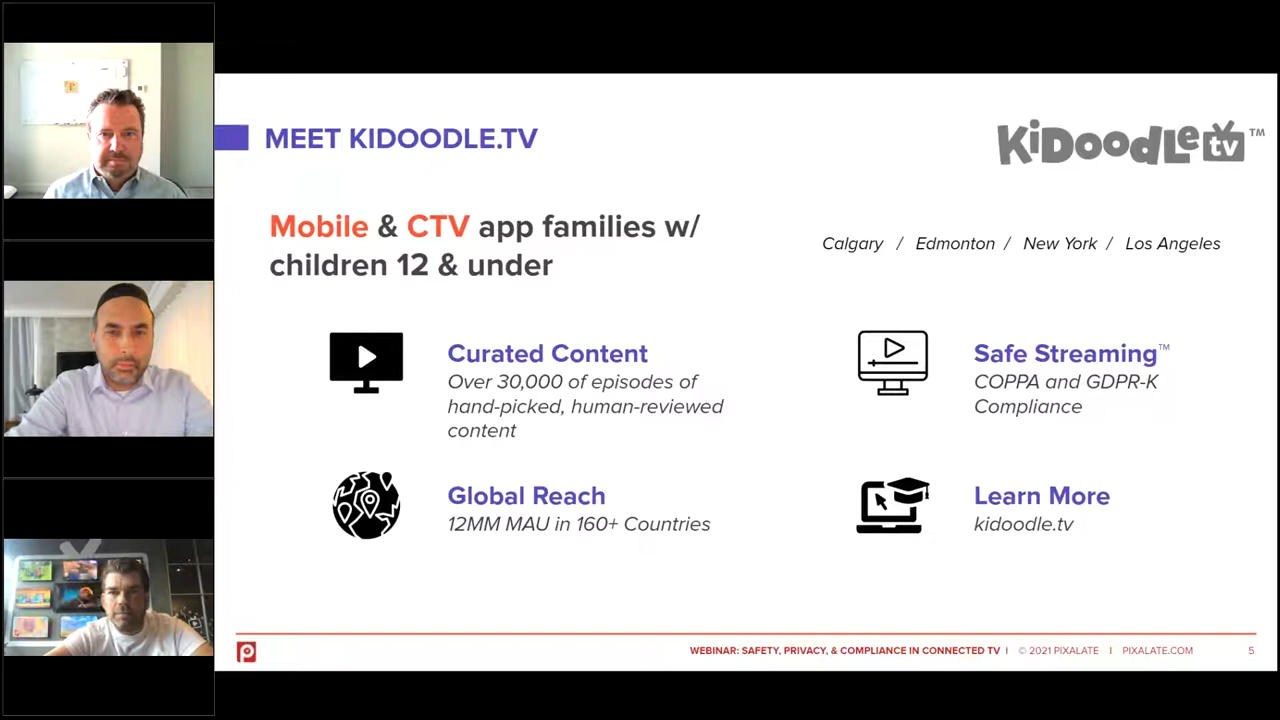 MEET KIDOODLE.TV
KiDoodLe tv ™
Mobile & CTV app families w/
children 12 & under
Calgary / Edmonton / New York / Los Angeles
Curated Content
Over 30,000 of episodes of
hand-picked, human-reviewed
content
Safe Streaming™
COPPA and GDPR-K
Compliance
Global Reach
12MM MAU in 160+ Countries
Learn More
kidoodle.tv
P
WEBINAR: SAFETY, PRIVACY, & COMPLIANCE IN CONNECTED TV I © 2021 PIXALATE I PIXALATE.COM 5